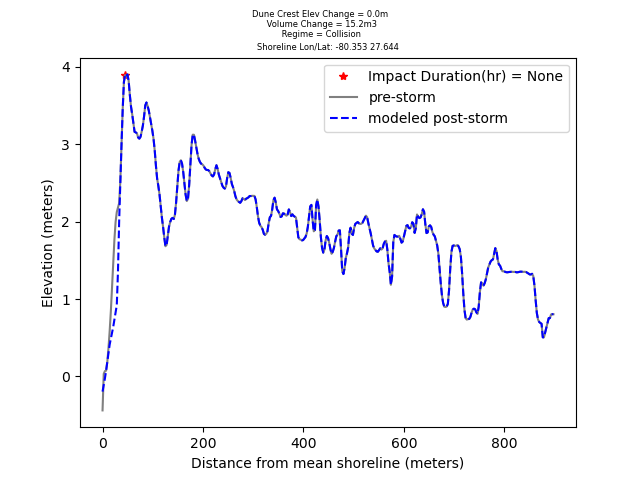 Dune Crest Elev Change = 0.0m
Volume Change = 15.2m3
Regime = Collision
Shoreline Lon/Lat: -80.353 27.644
Impact Duration(hr) = None
pre-storm
modeled post-storm
Elevation (meters)
4
3
2
1
0
0 200 400 600 800
Distance from mean shoreline (meters)